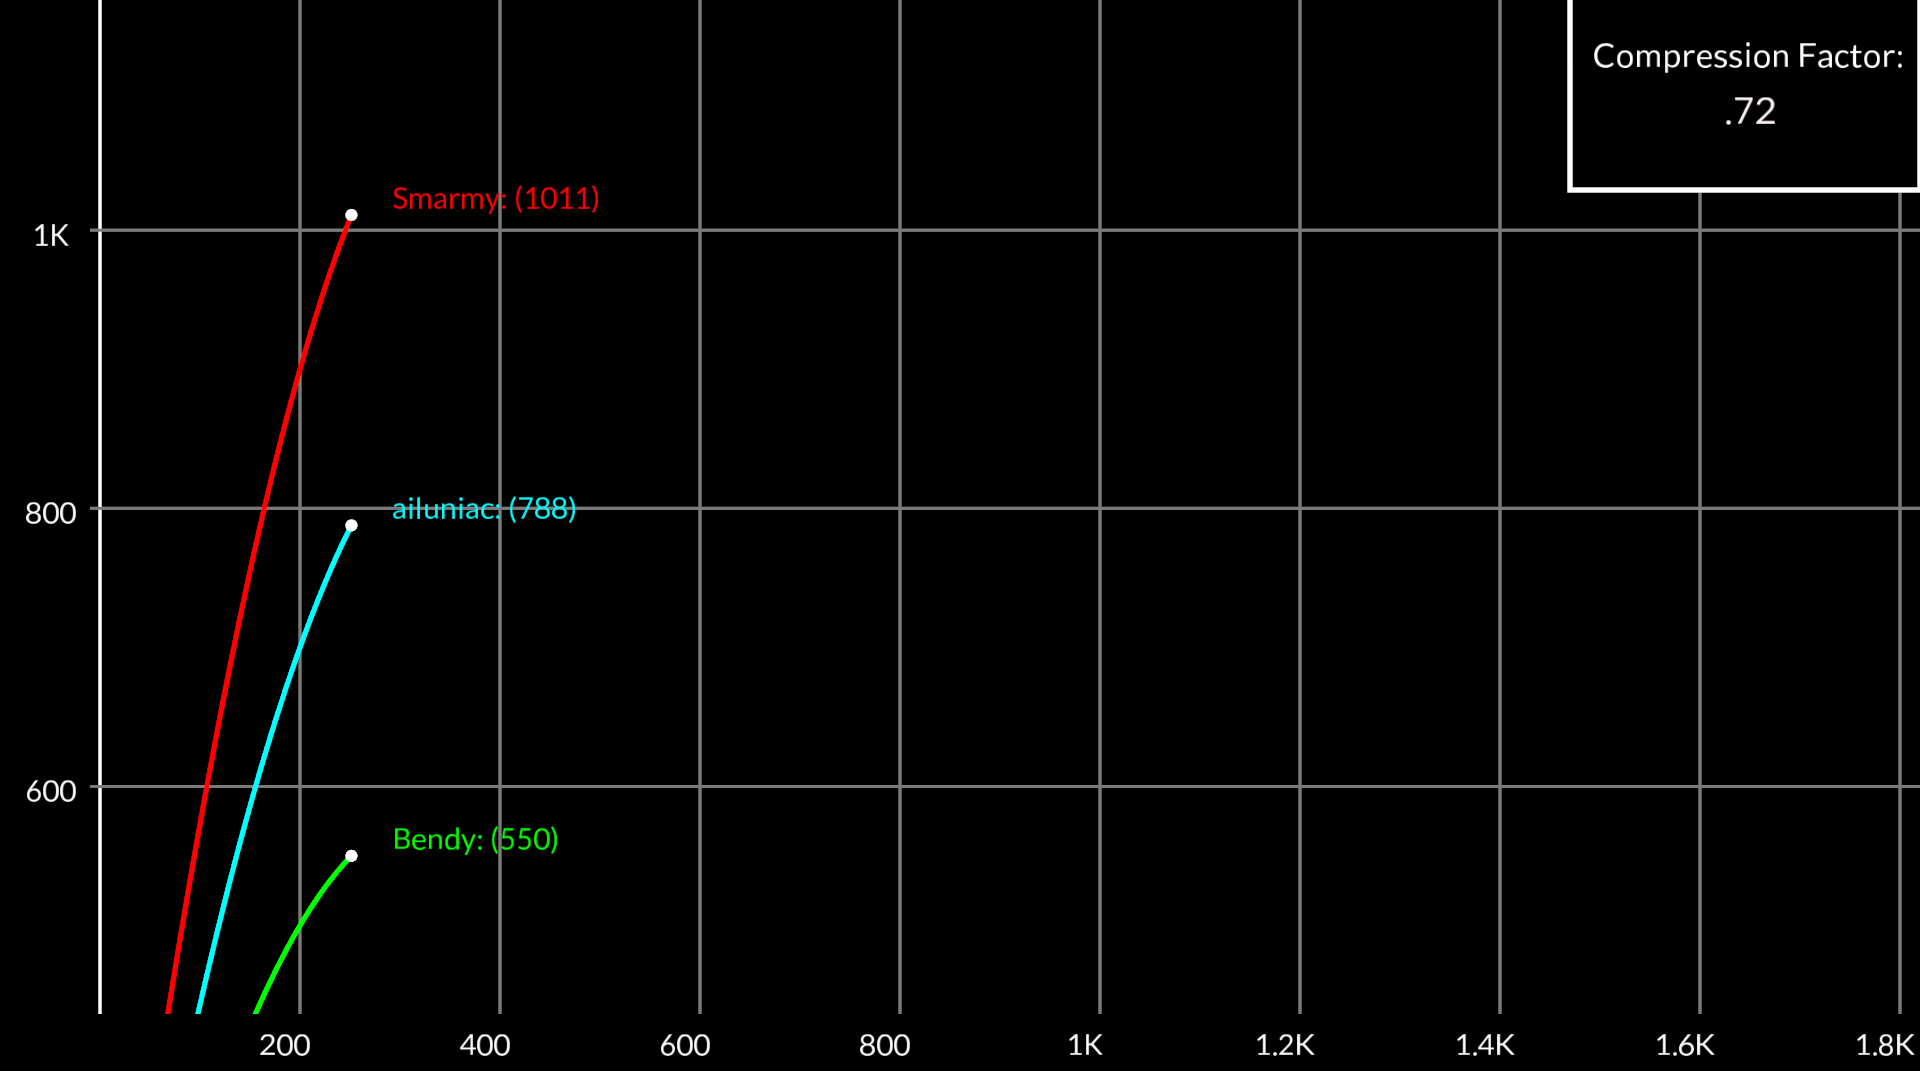 Compression Factor:
.72
Smarmy: (1011)
1K
ailuniac: (788)
800
600
Bendy: (550)
200 400 600 800 1K 1.2K 1.4K 1.6K 1.8K